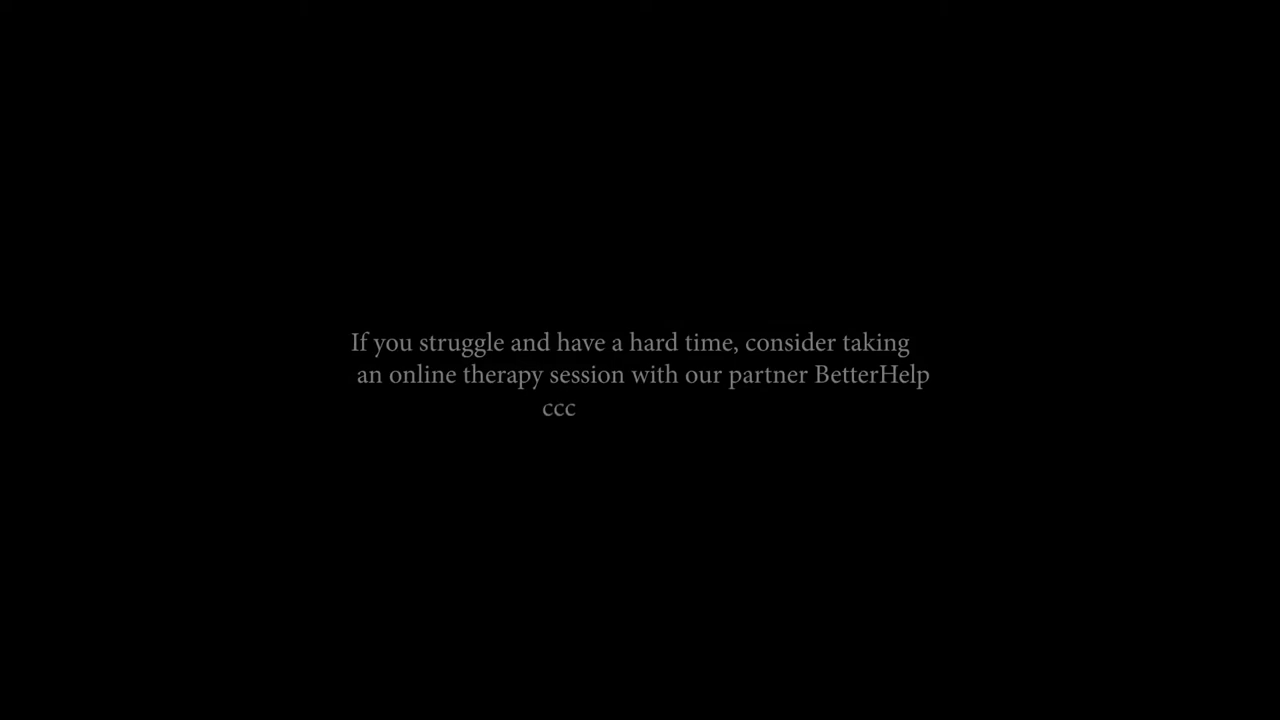 If you struggle and have a hard time, consider taking
an online therapy session with our partner BetterHelp
ccc